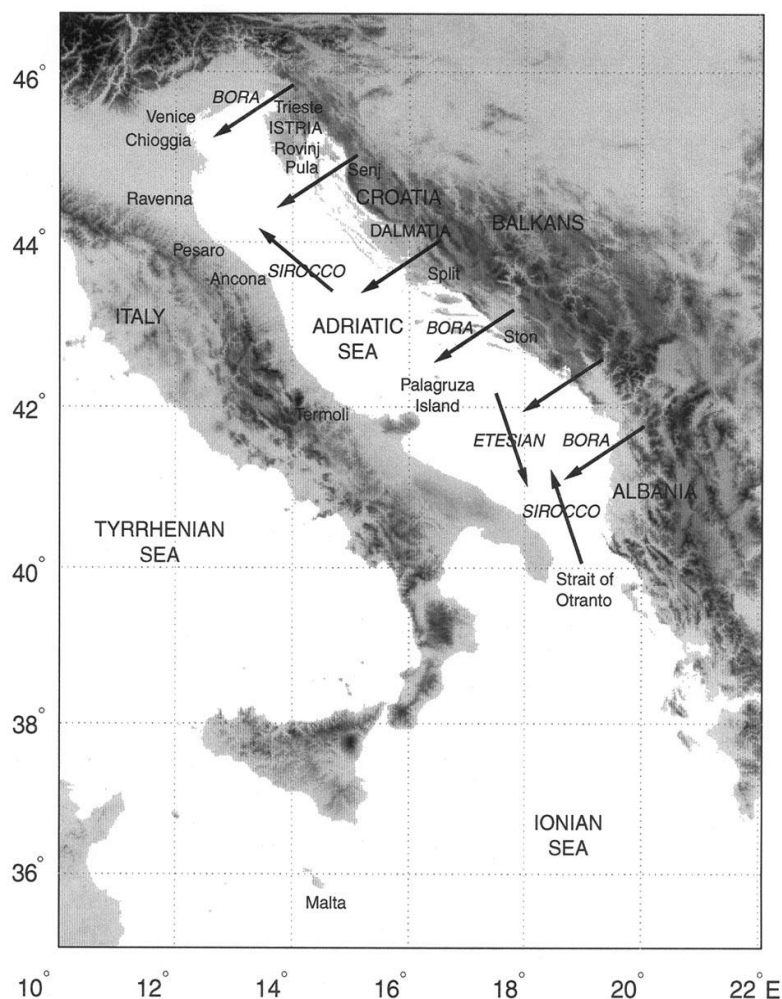 46°
BORA
Trieste
Venice
ISTRIA
Chioggia
Rovinj
Pula
Senj
Ravenna
CROATIA
BALKANS
44°
DALMATIA
Pesaro
SIROCCO
Split
Ancona
ITALY
ADRIATIC
SEA
BORA
Ston
Palagruza
Island
42°
Termoli
ETESIAN
BORA
ALBANIA
SIROCCO
TYRRHENIAN
SEA
40°
Strait of
Otranto
38°
IONIAN
SEA
36°
Malta
10° 12° 14° 16° 18° 20° 22° E